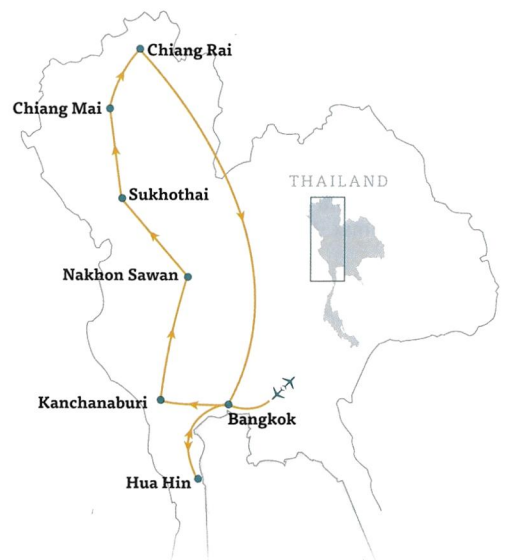 Chiang Rai
Chiang Mai
THAILAND
Sukhothai
Nakhon Sawan
Kanchanaburi
Bangkok
Hua Hin